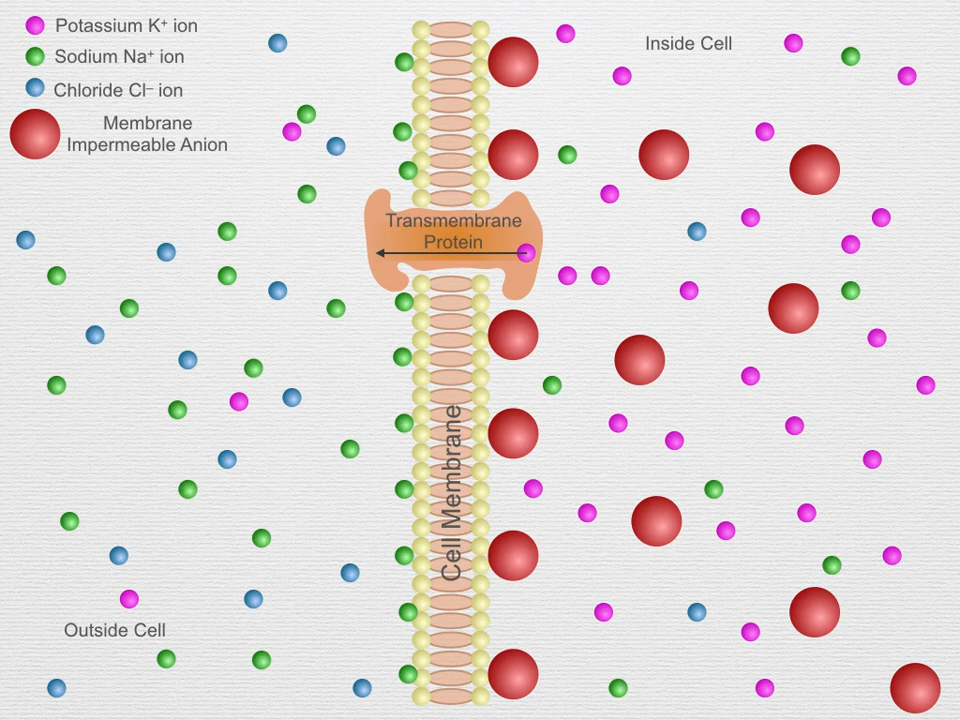 Potassium K⁺ ion
Sodium Na⁺ ion
Chloride Cl⁻ ion
Membrane
Impermeable Anion
Inside Cell
Transmembrane
Protein
Cell Membrane
Outside Cell